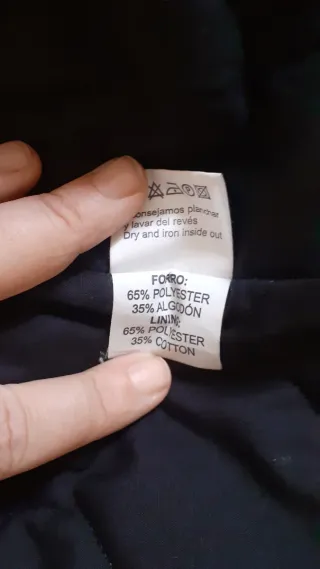 consejamos planchar
y lavar del revés
Dry and iron inside out
FORRO:
65% POLYESTER
35% ALGODÓN
LINING:
65% POLYESTER
35% COTTON